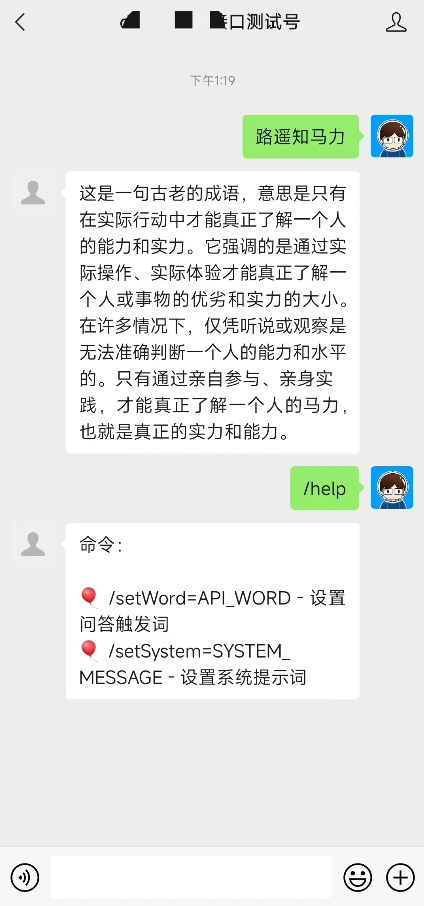 口测试号
下午1:19
路遥知马力
这是一句古老的成语，意思是只有
在实际行动中才能真正了解一个人
的能力和实力。它强调的是通过实
际操作、实际体验才能真正了解一
个人或事物的优劣和实力的大小。
在许多情况下，仅凭听说或观察是
无法准确判断一个人的能力和水平
的。只有通过亲自参与、亲身实
践，才能真正了解一个人的马力，
也就是真正的实力和能力。
/help
命令：
🎈 /setWord=API_WORD - 设置
问答触发词
🎈 /setSystem=SYSTEM_
MESSAGE - 设置系统提示词